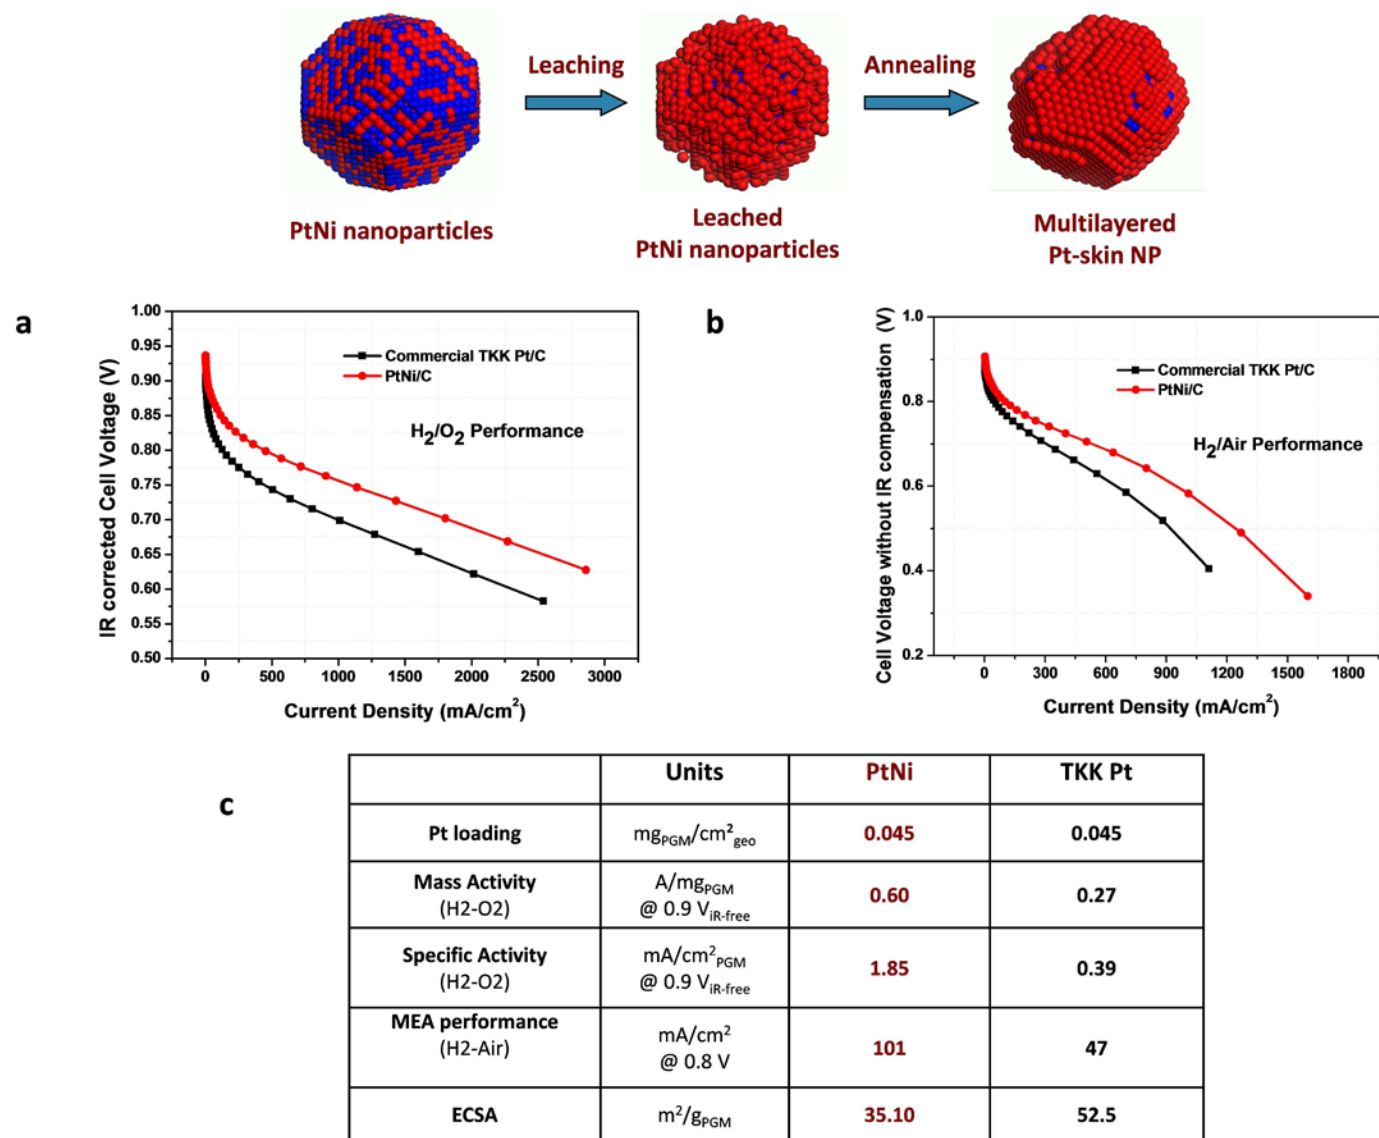 Leaching
Annealing
PtNi nanoparticles
Leached
PtNi nanoparticles
Multilayered
Pt-skin NP
a
1.00
0.95
0.90
0.85
0.80
0.75
0.70
0.65
0.60
0.55
0.50
IR corrected Cell Voltage (V)
Commercial TKK Pt/C
PtNi/C
H2/O2 Performance
0 500 1000 1500 2000 2500 3000
Current Density (mA/cm²)
b
1.0
0.8
0.6
0.4
0.2
Cell Voltage without IR compensation (V)
Commercial TKK Pt/C
PtNi/C
H2/Air Performance
0 300 600 900 1200 1500 1800
Current Density (mA/cm²)
c
Units PtNi TKK Pt
Pt loading mgPGM/cm²geo 0.045 0.045
Mass Activity (H2-O2) A/mgPGM @ 0.9 ViR-free 0.60 0.27
Specific Activity (H2-O2) mA/cm²PGM @ 0.9 ViR-free 1.85 0.39
MEA performance (H2-Air) mA/cm² @ 0.8 V 101 47
ECSA m²/gPGM 35.10 52.5